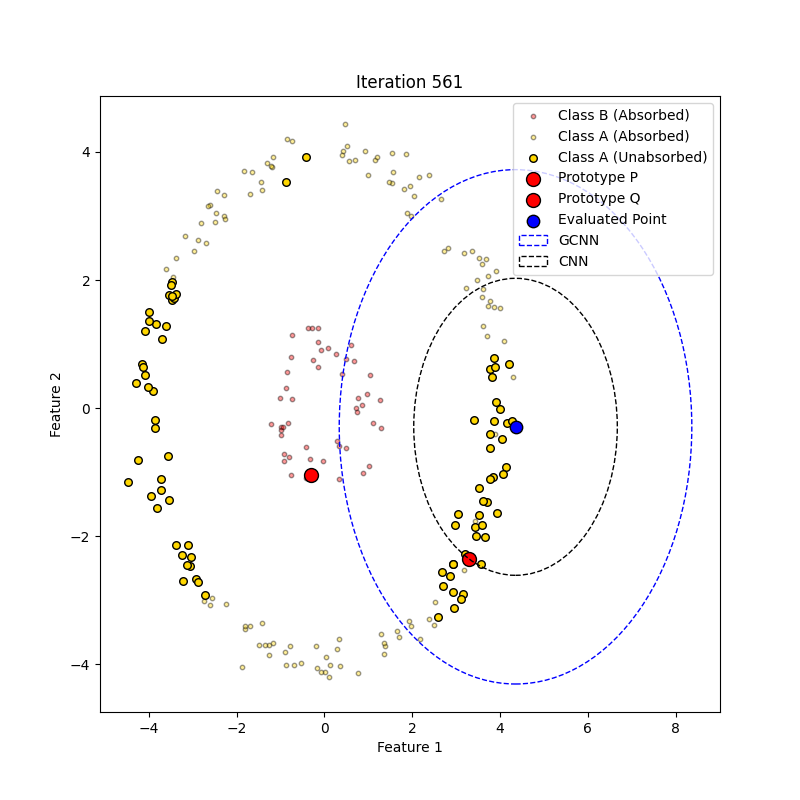 Iteration 561
Class B (Absorbed)
Class A (Absorbed)
Class A (Unabsorbed)
Prototype P
Prototype Q
Evaluated Point
GCNN
CNN
Feature 2
4
2
0
−2
−4
−4
−2
0
2
4
6
8
Feature 1